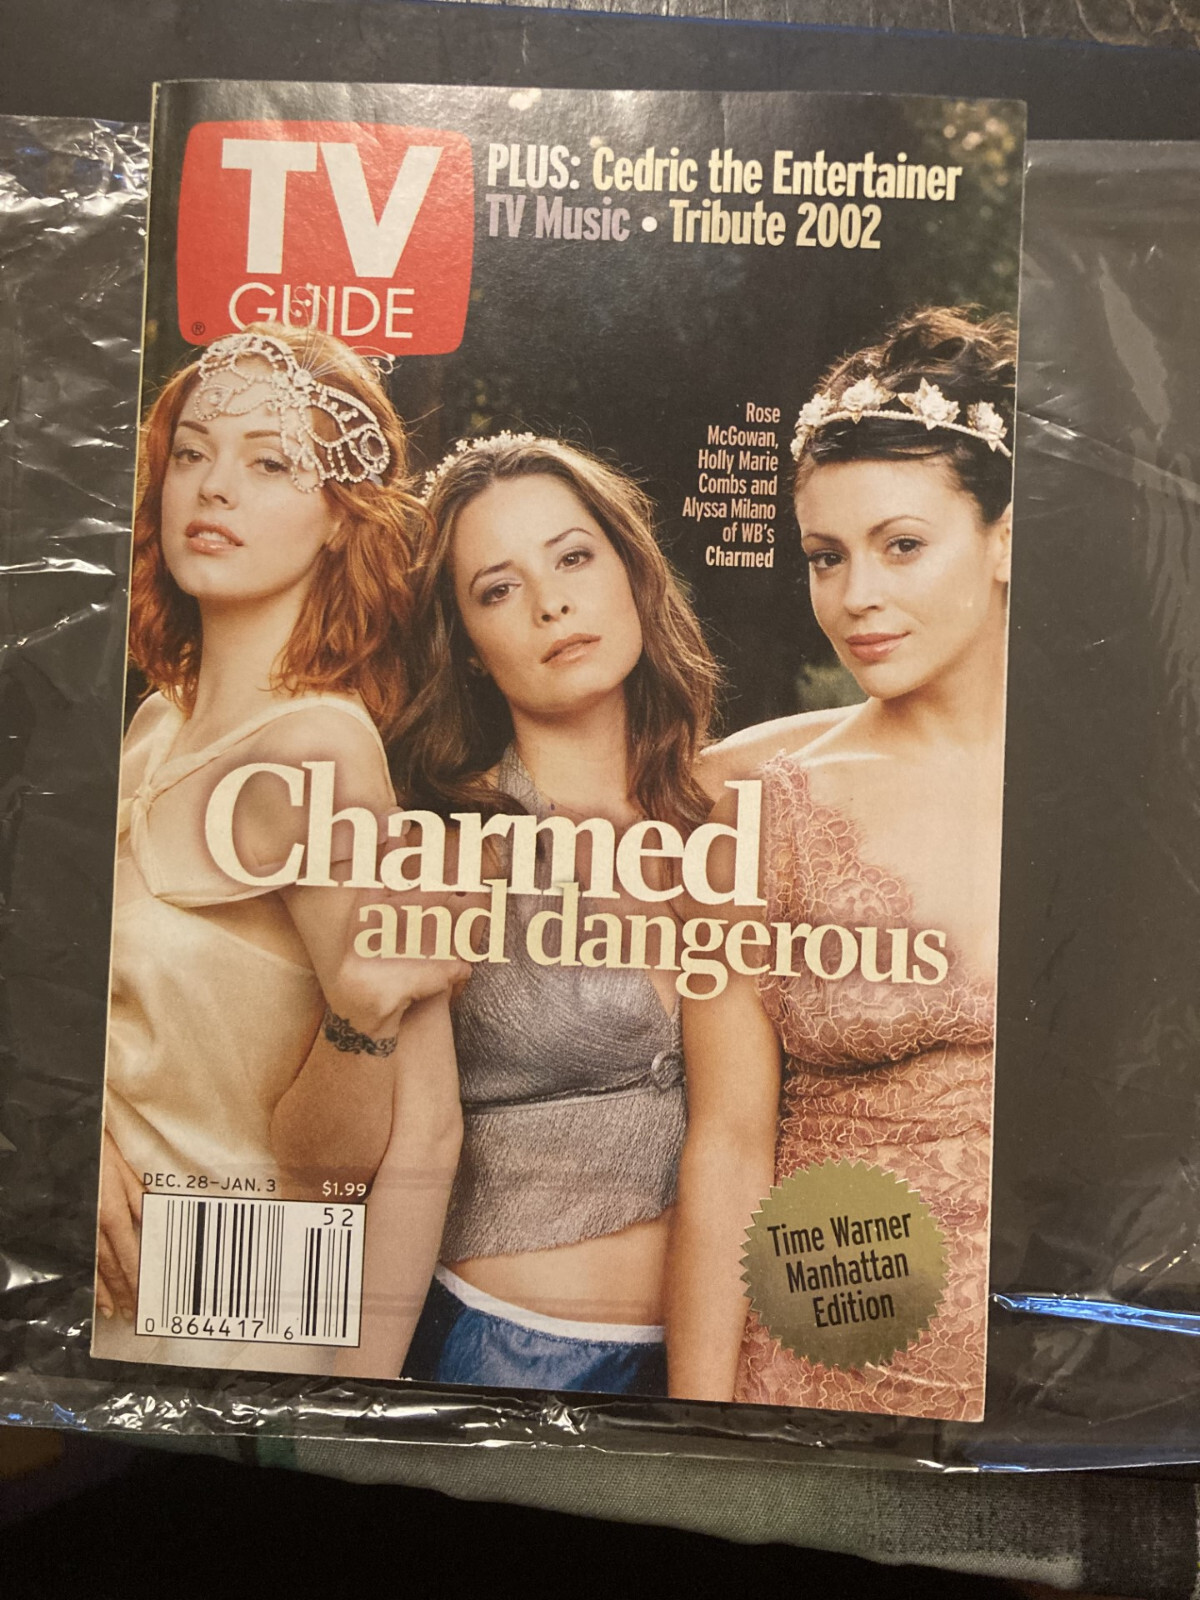 TV
GUIDE
®
PLUS: Cedric the Entertainer
TV Music • Tribute 2002
Rose
McGowan,
Holly Marie
Combs and
Alyssa Milano
of WB's
Charmed
Charmed
and dangerous
DEC. 28–JAN. 3 $1.99
52
0 864417 6
Time Warner
Manhattan
Edition